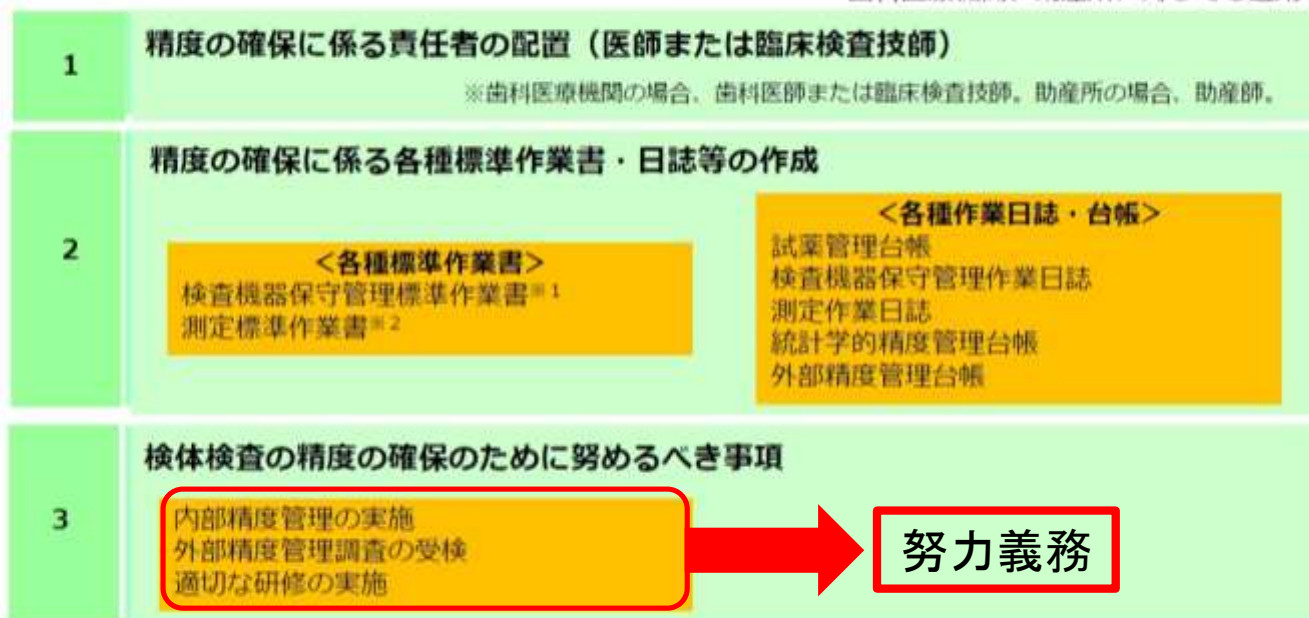 1
精度の確保に係る責任者の配置（医師または臨床検査技師）
※歯科医療機関の場合、歯科医師または臨床検査技師。助産所の場合、助産師。
2
精度の確保に係る各種標準作業書・日誌等の作成
＜各種標準作業書＞
検査機器保守管理標準作業書※1
測定標準作業書※2
＜各種作業日誌・台帳＞
試薬管理台帳
検査機器保守管理作業日誌
測定作業日誌
統計学的精度管理台帳
外部精度管理台帳
3
検体検査の精度の確保のために努めるべき事項
内部精度管理の実施
外部精度管理調査の受検
適切な研修の実施
努力義務